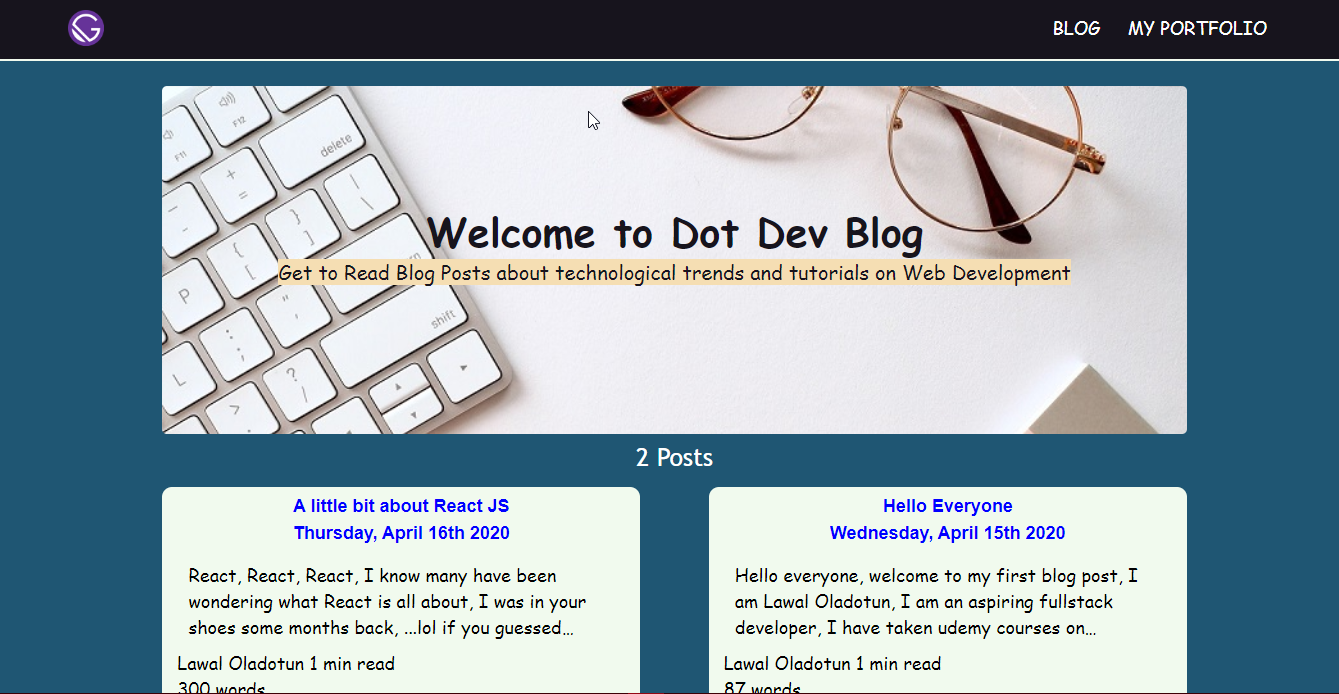 BLOG MY PORTFOLIO
F12
F11
delete
Welcome to Dot Dev Blog
Get to Read Blog Posts about technological trends and tutorials on Web Development
P
shift
L
2 Posts
A little bit about React JS
Thursday, April 16th 2020
React, React, React, I know many have been
wondering what React is all about, I was in your
shoes some months back, ...lol if you guessed...
Lawal Oladotun 1 min read
300 words
Hello Everyone
Wednesday, April 15th 2020
Hello everyone, welcome to my first blog post, I
am Lawal Oladotun, I am an aspiring fullstack
developer, I have taken udemy courses on...
Lawal Oladotun 1 min read
87 words